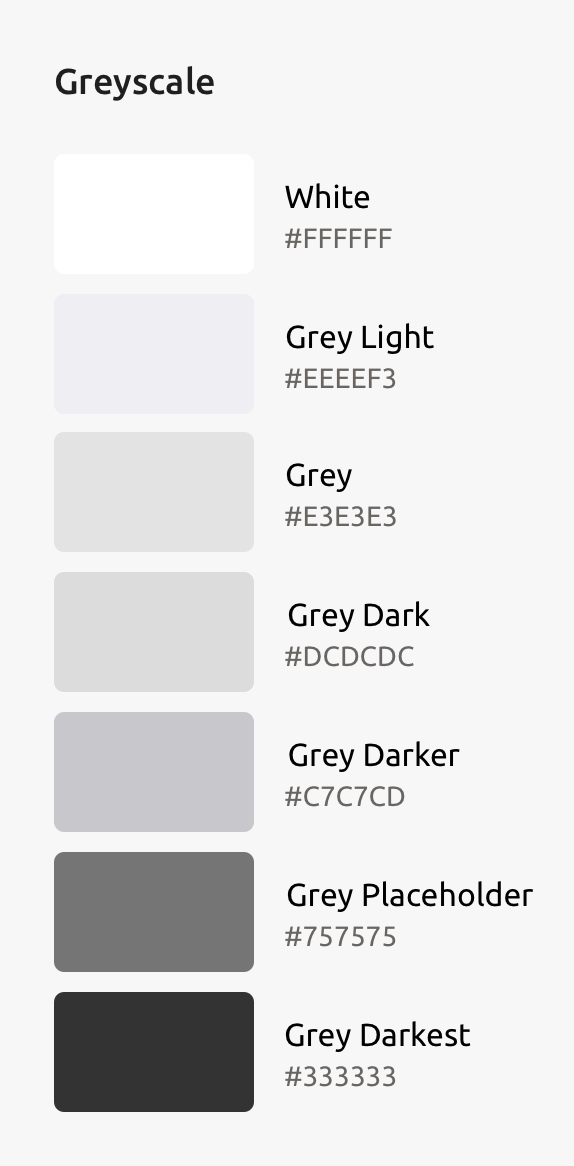 Greyscale
White
#FFFFFF
Grey Light
#EEEEF3
Grey
#E3E3E3
Grey Dark
#DCDCDC
Grey Darker
#C7C7CD
Grey Placeholder
#757575
Grey Darkest
#333333